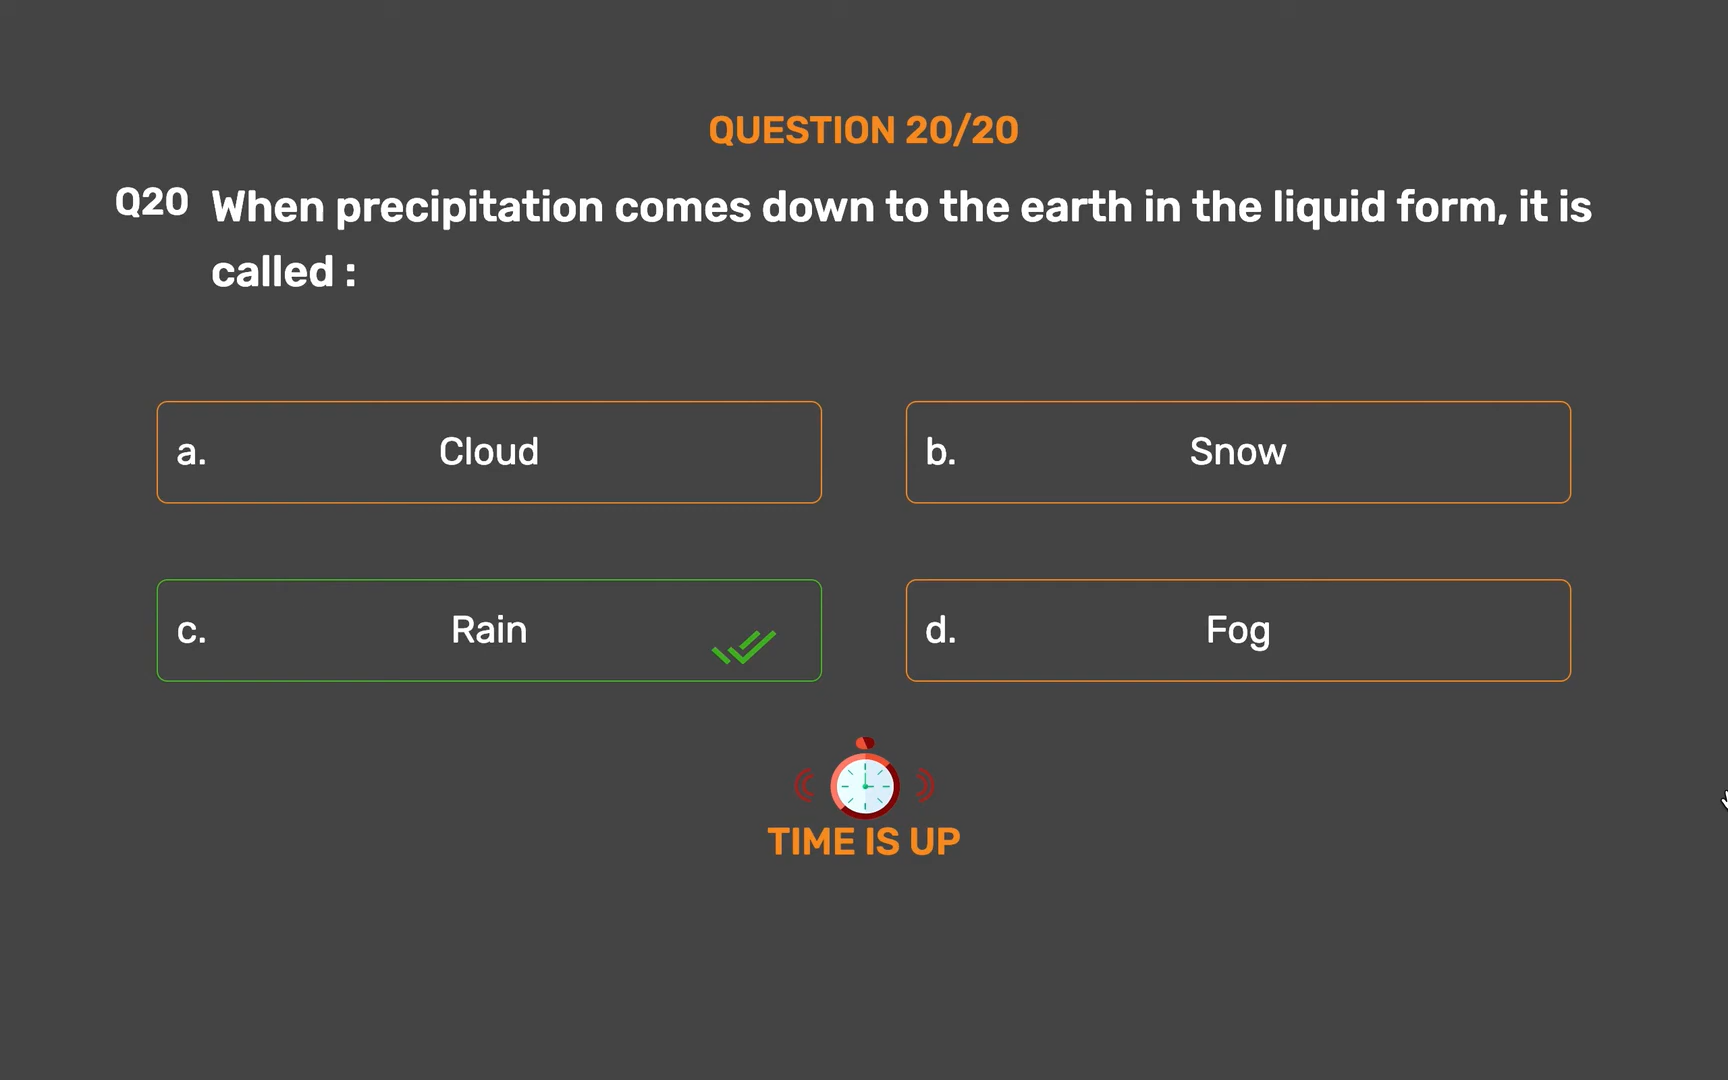 QUESTION 20/20
Q20 When precipitation comes down to the earth in the liquid form, it is
called :
a. Cloud
b. Snow
c. Rain
d. Fog
TIME IS UP